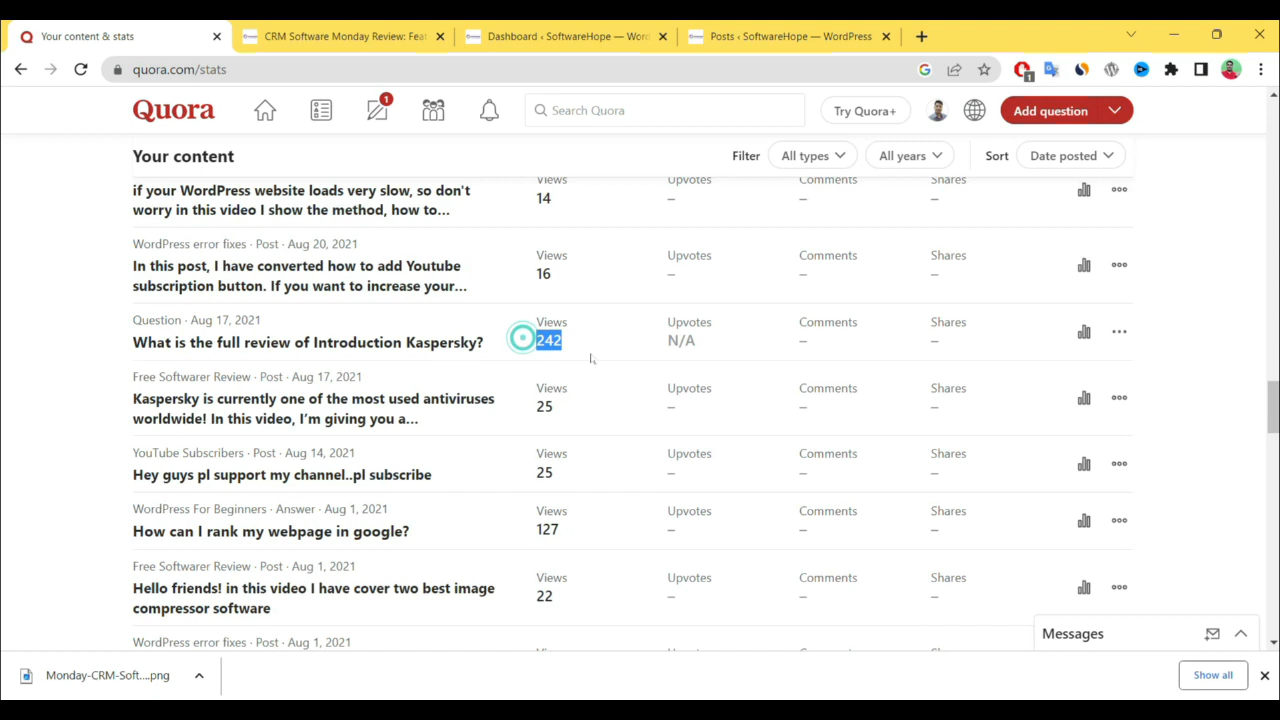 Your content & stats
CRM Software Monday Review: Feat
Dashboard ‹ SoftwareHope — Word
Posts ‹ SoftwareHope — WordPress
quora.com/stats
1
Quora
1
Search Quora
Try Quora+
Add question
Your content
Filter
All types
All years
Sort
Date posted
if your WordPress website loads very slow, so don't
worry in this video I show the method, how to...
Views
14
Upvotes
–
Comments
–
Shares
–
WordPress error fixes · Post · Aug 20, 2021
In this post, I have converted how to add Youtube
subscription button. If you want to increase your...
Views
16
Upvotes
–
Comments
–
Shares
–
Question · Aug 17, 2021
What is the full review of Introduction Kaspersky?
Views
242
Upvotes
N/A
Comments
–
Shares
–
Free Softwarer Review · Post · Aug 17, 2021
Kaspersky is currently one of the most used antiviruses
worldwide! In this video, I'm giving you a...
Views
25
Upvotes
–
Comments
–
Shares
–
YouTube Subscribers · Post · Aug 14, 2021
Hey guys pl support my channel..pl subscribe
Views
25
Upvotes
–
Comments
–
Shares
–
WordPress For Beginners · Answer · Aug 1, 2021
How can I rank my webpage in google?
Views
127
Upvotes
–
Comments
–
Shares
–
Free Softwarer Review · Post · Aug 1, 2021
Hello friends! in this video I have cover two best image
compressor software
Views
22
Upvotes
–
Comments
–
Shares
–
WordPress error fixes · Post · Aug 1, 2021
Messages
Monday-CRM-Soft....png
Show all